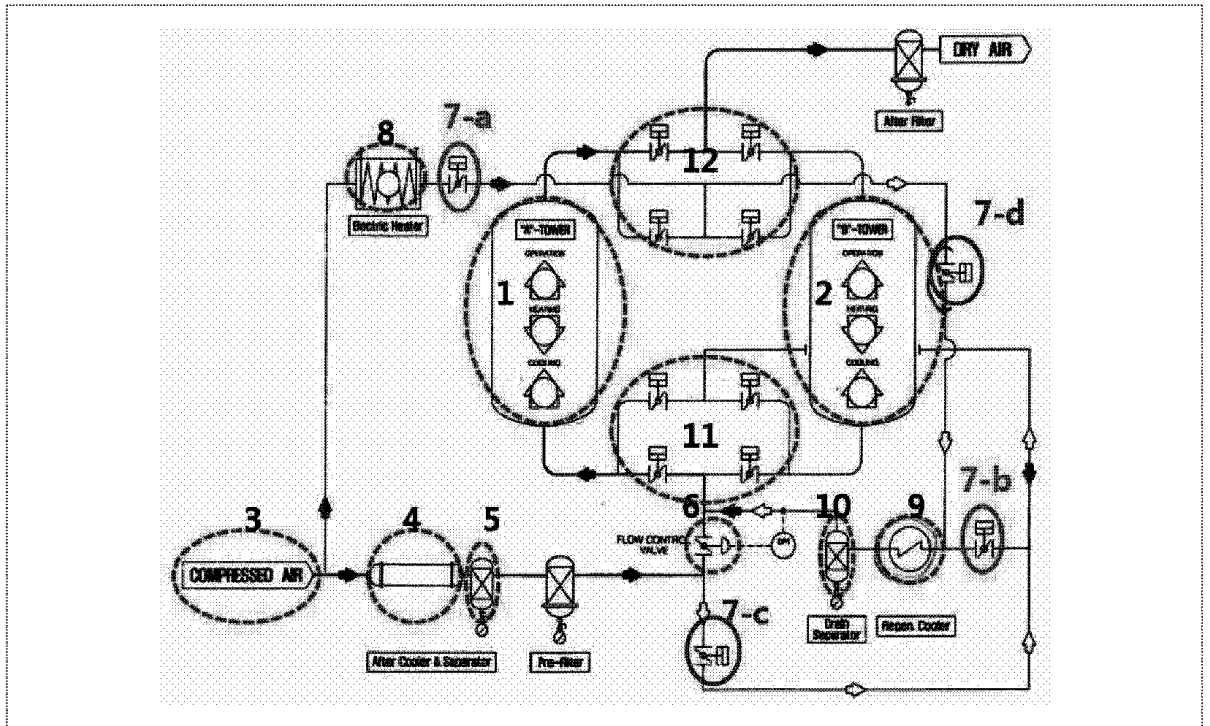 DRY AIR
After Filter
7-a
8
12
Electric Heater
"A"-TOWER
"B"-TOWER
7-d
OPERATION
OPERATION
1
2
HEATING
HEATING
COOLING
COOLING
11
7-b
3
4
5
6
10
9
FLOW CONTROL
VALVE
COMPRESSED AIR
7-c
Drain
Separator
Regen. Cooler
After Cooler & Separator
Pre-Filter